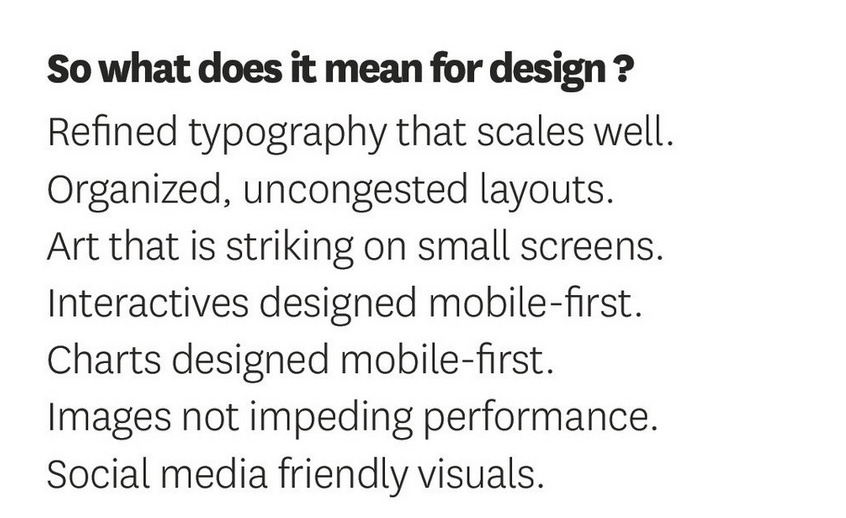 So what does it mean for design ?
Refined typography that scales well.
Organized, uncongested layouts.
Art that is striking on small screens.
Interactives designed mobile-first.
Charts designed mobile-first.
Images not impeding performance.
Social media friendly visuals.